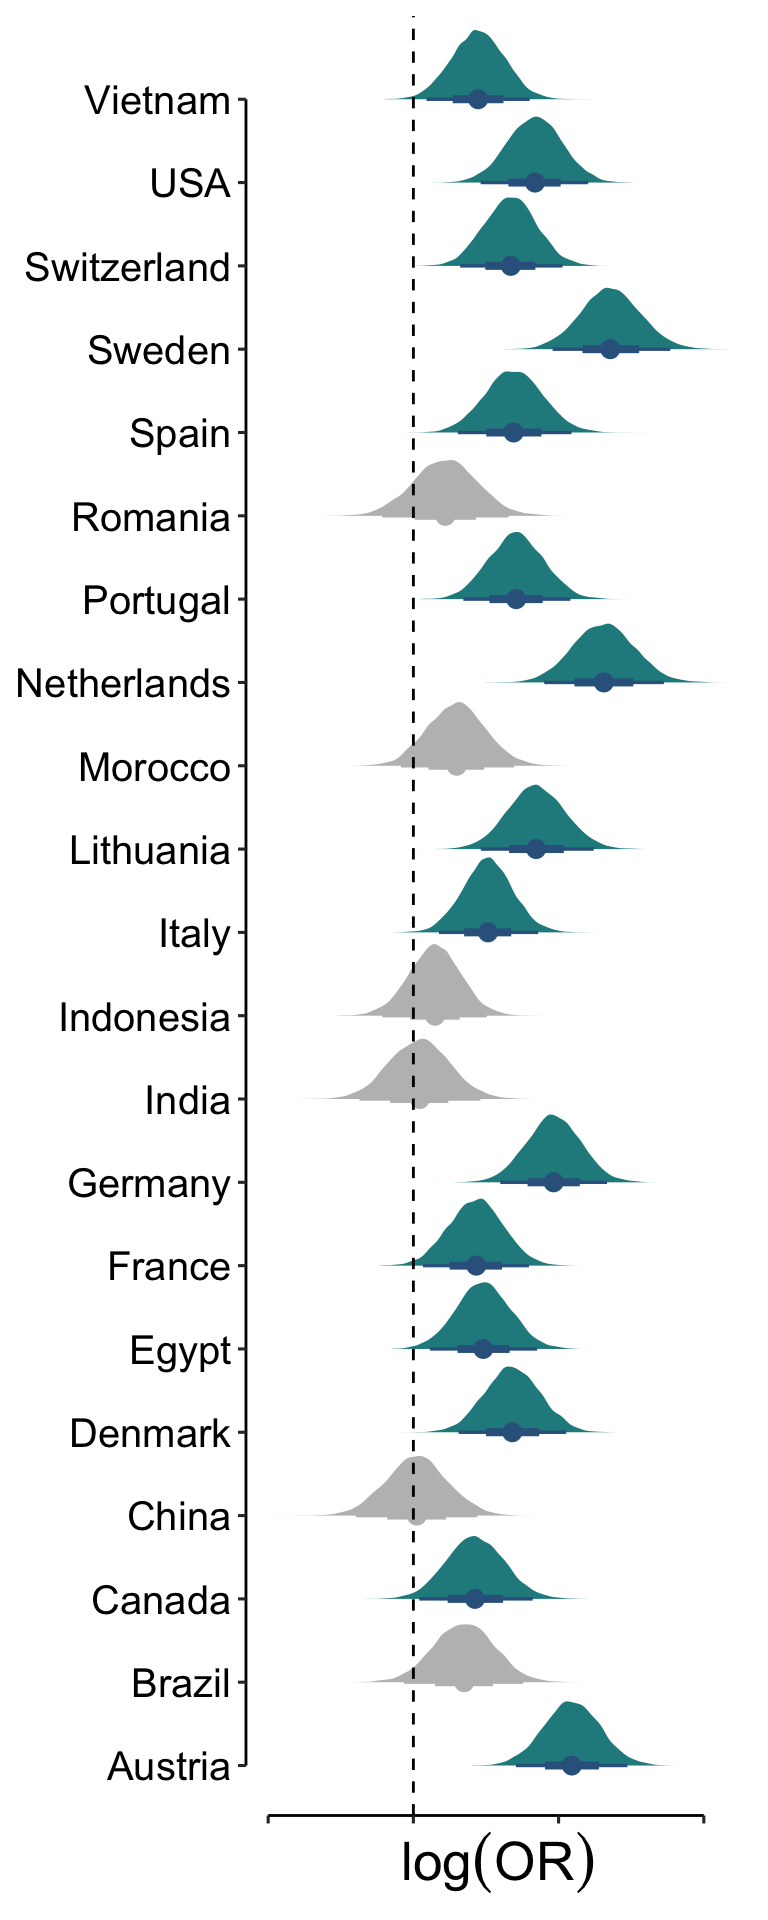 Vietnam
USA
Switzerland
Sweden
Spain
Romania
Portugal
Netherlands
Morocco
Lithuania
Italy
Indonesia
India
Germany
France
Egypt
Denmark
China
Canada
Brazil
Austria
log(OR)